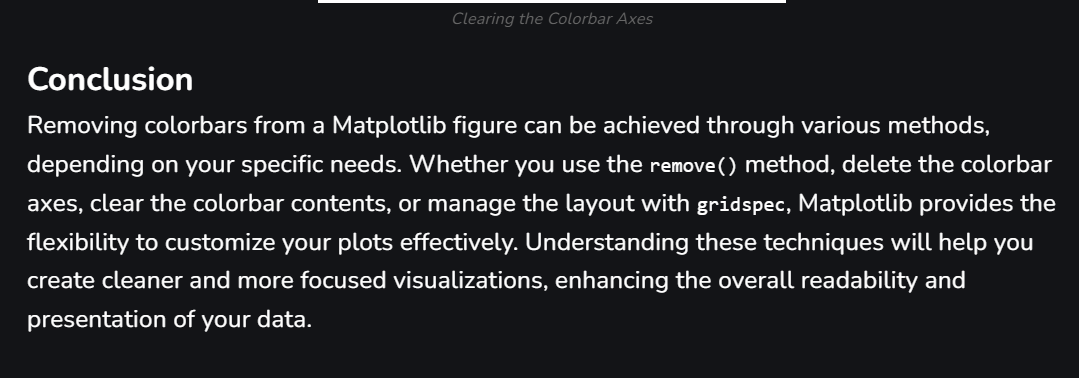 Clearing the Colorbar Axes
Conclusion
Removing colorbars from a Matplotlib figure can be achieved through various methods,
depending on your specific needs. Whether you use the remove() method, delete the colorbar
axes, clear the colorbar contents, or manage the layout with gridspec, Matplotlib provides the
flexibility to customize your plots effectively. Understanding these techniques will help you
create cleaner and more focused visualizations, enhancing the overall readability and
presentation of your data.